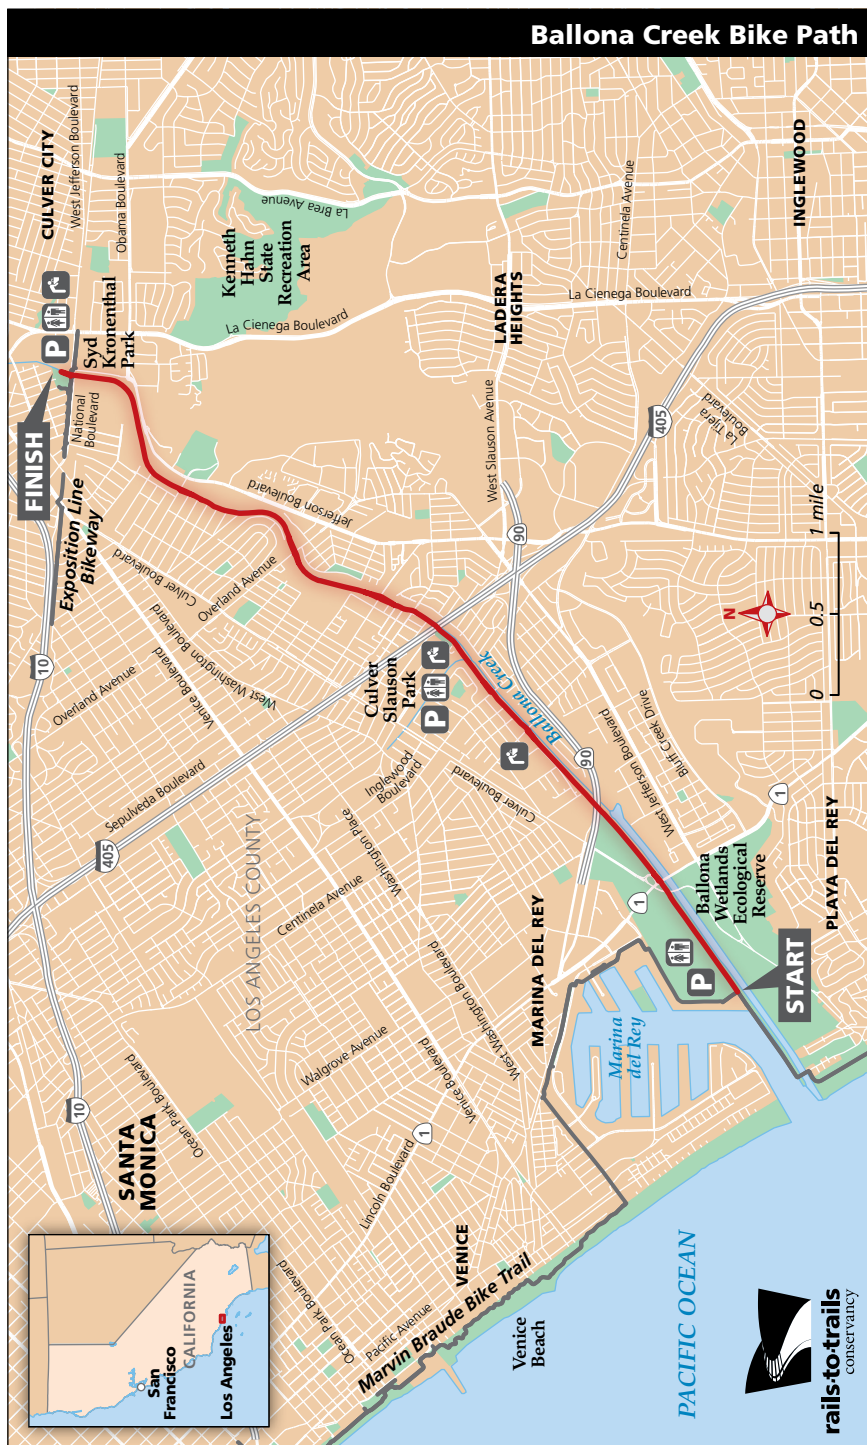 Ballona Creek Bike Path
CULVER CITY
West Jefferson Boulevard
Obama Boulevard
La Brea Avenue
Kenneth
Hahn
State
Recreation
Area
La Cienega Boulevard
LADERA
HEIGHTS
La Cienega Boulevard
Centinela Avenue
INGLEWOOD
P
Syd
Kronenthal
Park
FINISH
National
Boulevard
Exposition Line
Bikeway
Jefferson Boulevard
West Slauson Avenue
405
La Tijera
Boulevard
90
10
Culver Boulevard
Overland Avenue
Overland Avenue
West Washington Boulevard
Venice Boulevard
Sepulveda Boulevard
Culver
Slauson
Park
P
Ballona Creek
N
0
0.5
1 mile
Inglewood
Boulevard
Culver Boulevard
90
West Jefferson Boulevard
Bluff Creek Drive
1
405
LOS ANGELES COUNTY
Washington Place
Centinela Avenue
1
Ballona
Wetlands
Ecological
Reserve
PLAYA DEL REY
P
START
MARINA DEL REY
Marina
del Rey
West Washington Boulevard
Walgrove Avenue
Venice Boulevard
10
Ocean Park Boulevard
SANTA
MONICA
1
Lincoln Boulevard
VENICE
Ocean Park Boulevard
Pacific Avenue
Marvin Braude Bike Trail
Venice
Beach
PACIFIC OCEAN
CALIFORNIA
San
Francisco
Los Angeles
rails·to·trails
conservancy